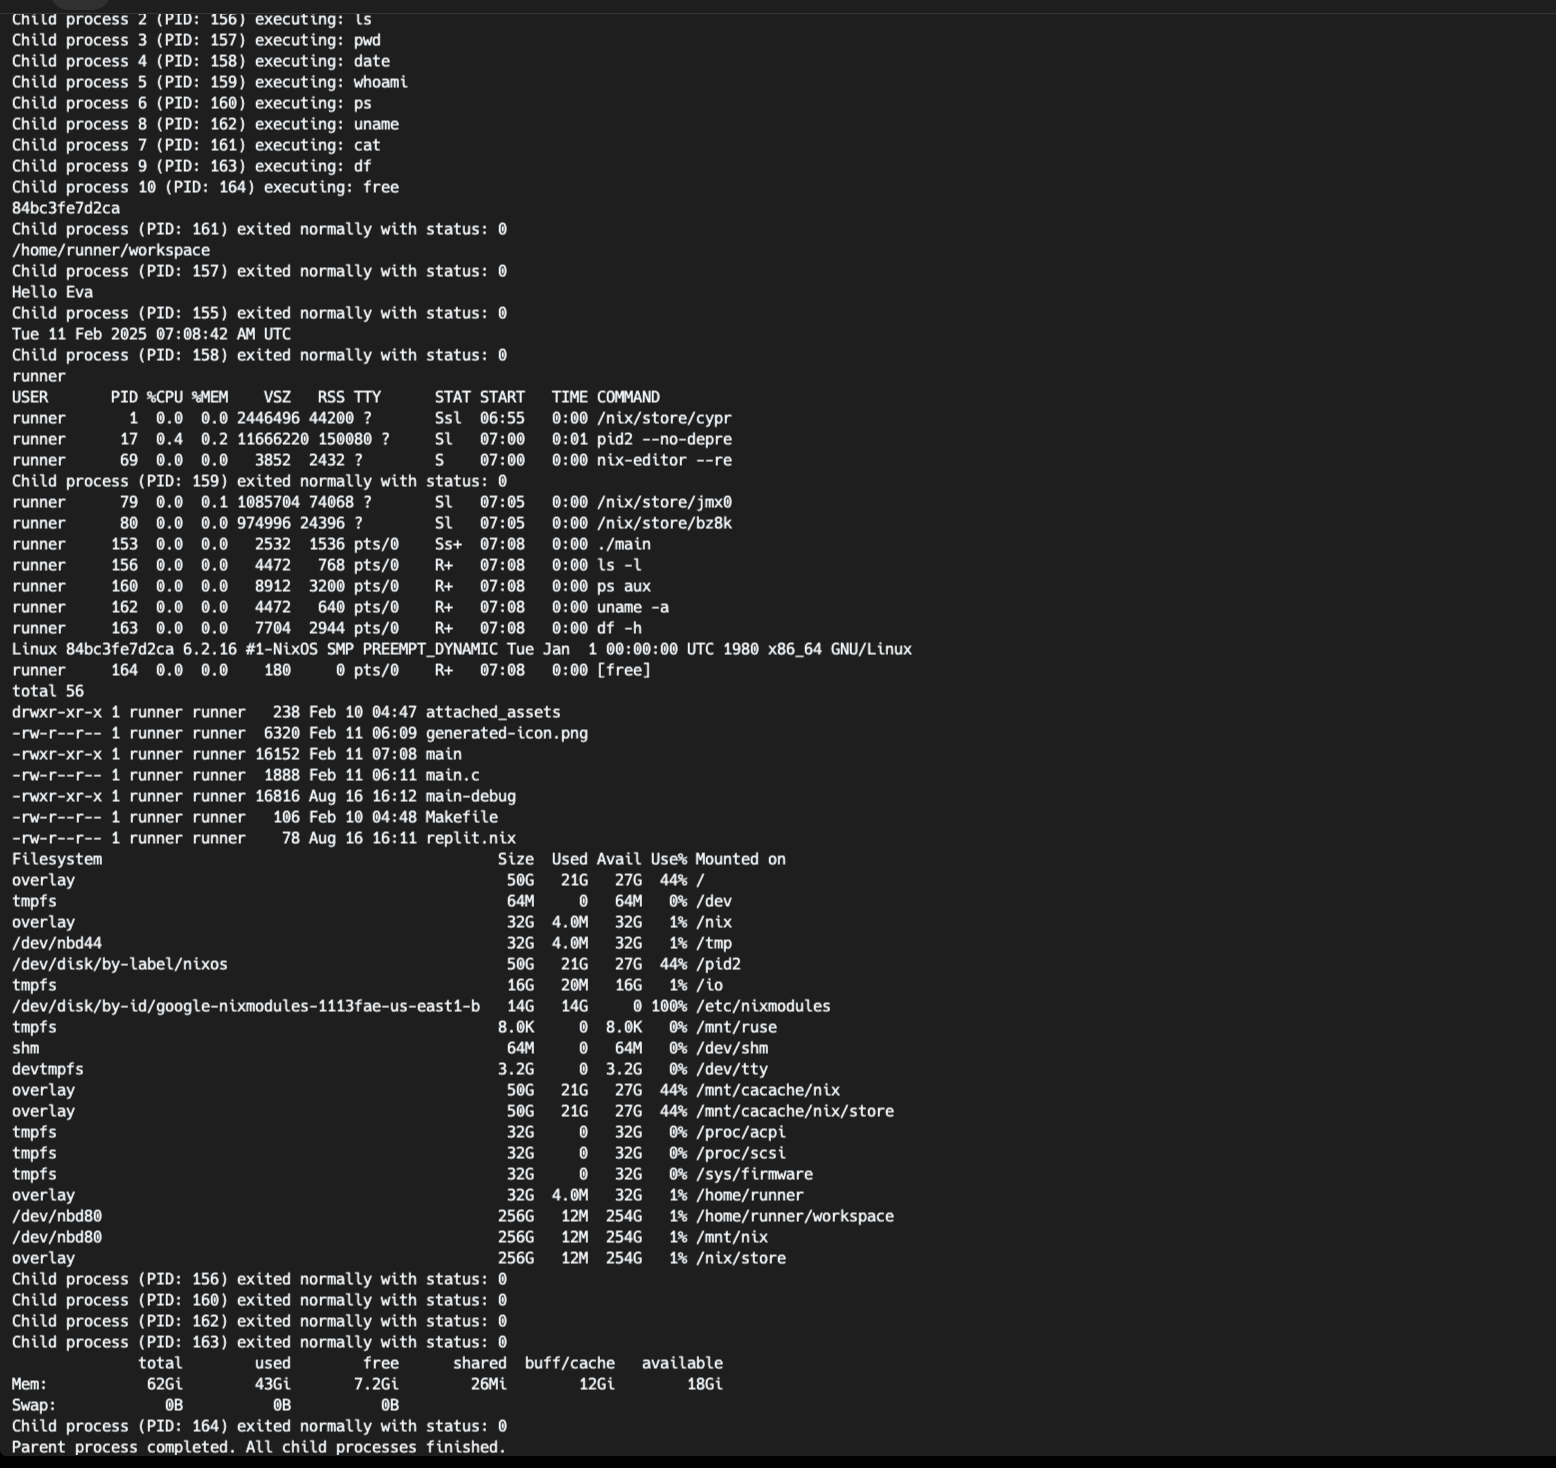 Child process 2 (PID: 156) executing: ls
Child process 3 (PID: 157) executing: pwd
Child process 4 (PID: 158) executing: date
Child process 5 (PID: 159) executing: whoami
Child process 6 (PID: 160) executing: ps
Child process 8 (PID: 162) executing: uname
Child process 7 (PID: 161) executing: cat
Child process 9 (PID: 163) executing: df
Child process 10 (PID: 164) executing: free
84bc3fe7d2ca
Child process (PID: 161) exited normally with status: 0
/home/runner/workspace
Child process (PID: 157) exited normally with status: 0
Hello Eva
Child process (PID: 155) exited normally with status: 0
Tue 11 Feb 2025 07:08:42 AM UTC
Child process (PID: 158) exited normally with status: 0
runner
USER       PID %CPU %MEM    VSZ   RSS TTY      STAT START   TIME COMMAND
runner       1  0.0  0.0 2446496 44200 ?       Ssl  06:55   0:00 /nix/store/cypr
runner      17  0.4  0.2 11666220 150080 ?     Sl   07:00   0:01 pid2 --no-depre
runner      69  0.0  0.0   3852  2432 ?        S    07:00   0:00 nix-editor --re
Child process (PID: 159) exited normally with status: 0
runner      79  0.0  0.1 1085704 74068 ?       Sl   07:05   0:00 /nix/store/jmx0
runner      80  0.0  0.0 974996 24396 ?        Sl   07:05   0:00 /nix/store/bz8k
runner     153  0.0  0.0   2532  1536 pts/0    Ss+  07:08   0:00 ./main
runner     156  0.0  0.0   4472   768 pts/0    R+   07:08   0:00 ls -l
runner     160  0.0  0.0   8912  3200 pts/0    R+   07:08   0:00 ps aux
runner     162  0.0  0.0   4472   640 pts/0    R+   07:08   0:00 uname -a
runner     163  0.0  0.0   7704  2944 pts/0    R+   07:08   0:00 df -h
Linux 84bc3fe7d2ca 6.2.16 #1-NixOS SMP PREEMPT_DYNAMIC Tue Jan  1 00:00:00 UTC 1980 x86_64 GNU/Linux
runner     164  0.0  0.0    180     0 pts/0    R+   07:08   0:00 [free]
total 56
drwxr-xr-x 1 runner runner   238 Feb 10 04:47 attached_assets
-rw-r--r-- 1 runner runner  6320 Feb 11 06:09 generated-icon.png
-rwxr-xr-x 1 runner runner 16152 Feb 11 07:08 main
-rw-r--r-- 1 runner runner  1888 Feb 11 06:11 main.c
-rwxr-xr-x 1 runner runner 16816 Aug 16 16:12 main-debug
-rw-r--r-- 1 runner runner   106 Feb 10 04:48 Makefile
-rw-r--r-- 1 runner runner    78 Aug 16 16:11 replit.nix
Filesystem                                            Size  Used Avail Use% Mounted on
overlay                                                50G   21G   27G  44% /
tmpfs                                                  64M     0   64M   0% /dev
overlay                                                32G  4.0M   32G   1% /nix
/dev/nbd44                                             32G  4.0M   32G   1% /tmp
/dev/disk/by-label/nixos                               50G   21G   27G  44% /pid2
tmpfs                                                  16G   20M   16G   1% /io
/dev/disk/by-id/google-nixmodules-1113fae-us-east1-b   14G   14G     0 100% /etc/nixmodules
tmpfs                                                 8.0K     0  8.0K   0% /mnt/ruse
shm                                                    64M     0   64M   0% /dev/shm
devtmpfs                                              3.2G     0  3.2G   0% /dev/tty
overlay                                                50G   21G   27G  44% /mnt/cacache/nix
overlay                                                50G   21G   27G  44% /mnt/cacache/nix/store
tmpfs                                                  32G     0   32G   0% /proc/acpi
tmpfs                                                  32G     0   32G   0% /proc/scsi
tmpfs                                                  32G     0   32G   0% /sys/firmware
overlay                                                32G  4.0M   32G   1% /home/runner
/dev/nbd80                                            256G   12M  254G   1% /home/runner/workspace
/dev/nbd80                                            256G   12M  254G   1% /mnt/nix
overlay                                               256G   12M  254G   1% /nix/store
Child process (PID: 156) exited normally with status: 0
Child process (PID: 160) exited normally with status: 0
Child process (PID: 162) exited normally with status: 0
Child process (PID: 163) exited normally with status: 0
              total        used        free      shared  buff/cache   available
Mem:           62Gi        43Gi       7.2Gi        26Mi        12Gi        18Gi
Swap:            0B          0B          0B
Child process (PID: 164) exited normally with status: 0
Parent process completed. All child processes finished.